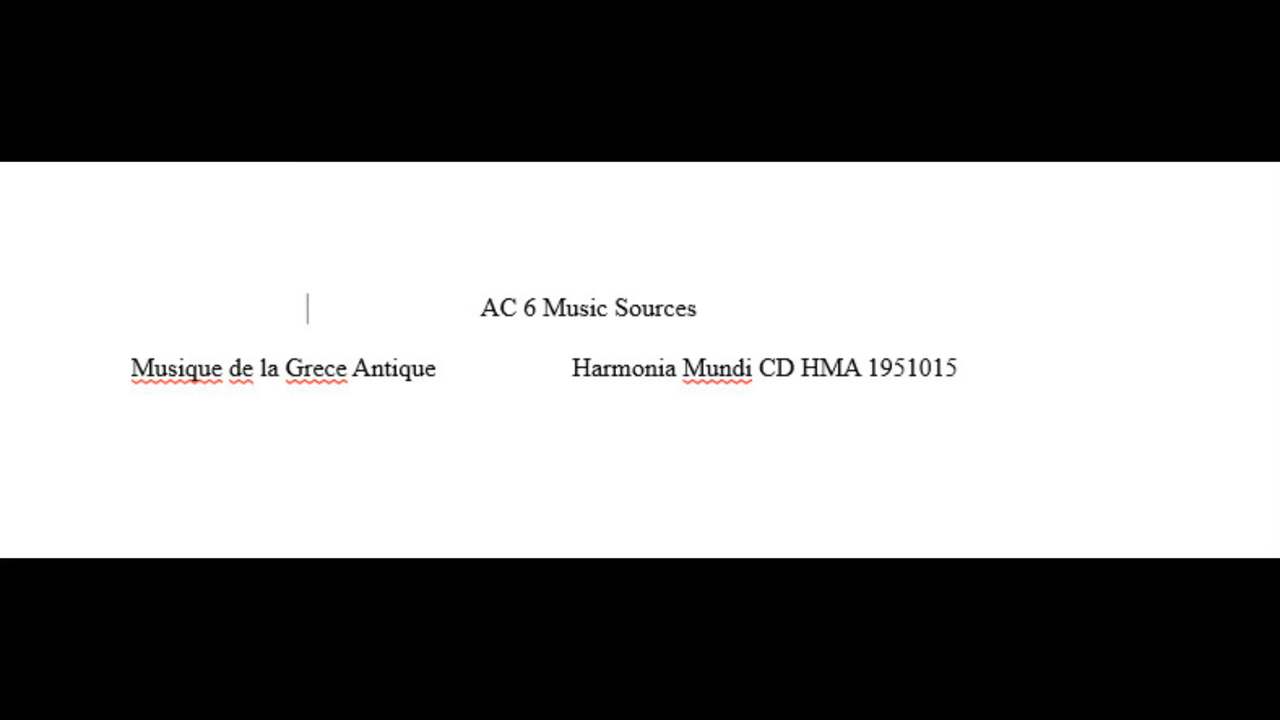 AC 6 Music Sources
Musique de la Grece Antique Harmonia Mundi CD HMA 1951015